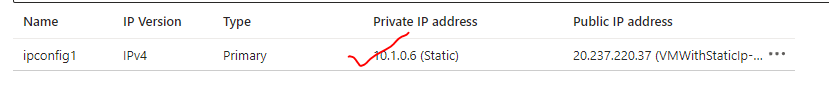 Name IP Version Type Private IP address Public IP address
ipconfig1 IPv4 Primary 10.1.0.6 (Static) 20.237.220.37 (VMWithStaticIp-... •••